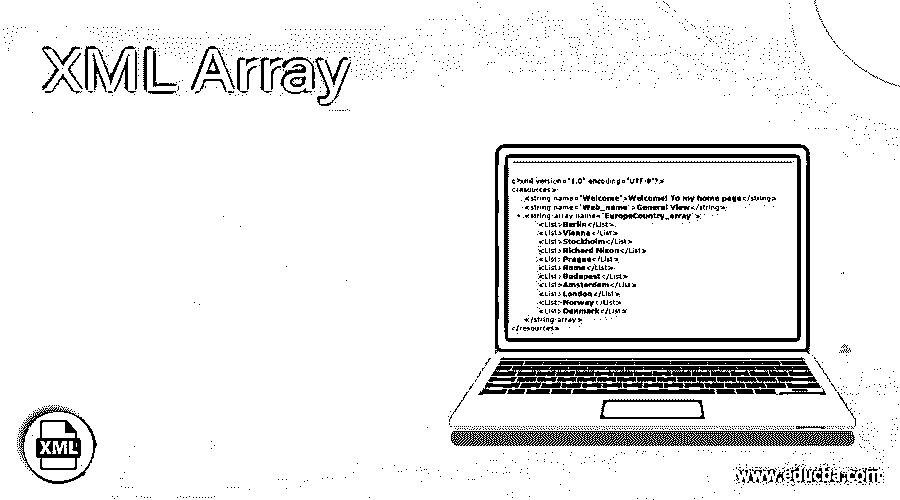 XML Array
<?xml version="1.0" encoding="UTF-8"?>
<resources>
<string name="Welcome">Welcome! To my home page</string>
<string name="Web_name">General View</string>
<string-array name="EuropeCountry_array">
<List>Berlin</List>
<List>Vienna</List>
<List>Stockholm</List>
<List>Richard Nixon</List>
<List>Prague</List>
<List>Rome</List>
<List>Budapest</List>
<List>Amsterdam</List>
<List>London</List>
<List>Norway</List>
<List>Denmark</List>
</string-array>
</resources>
XML
www.educba.com